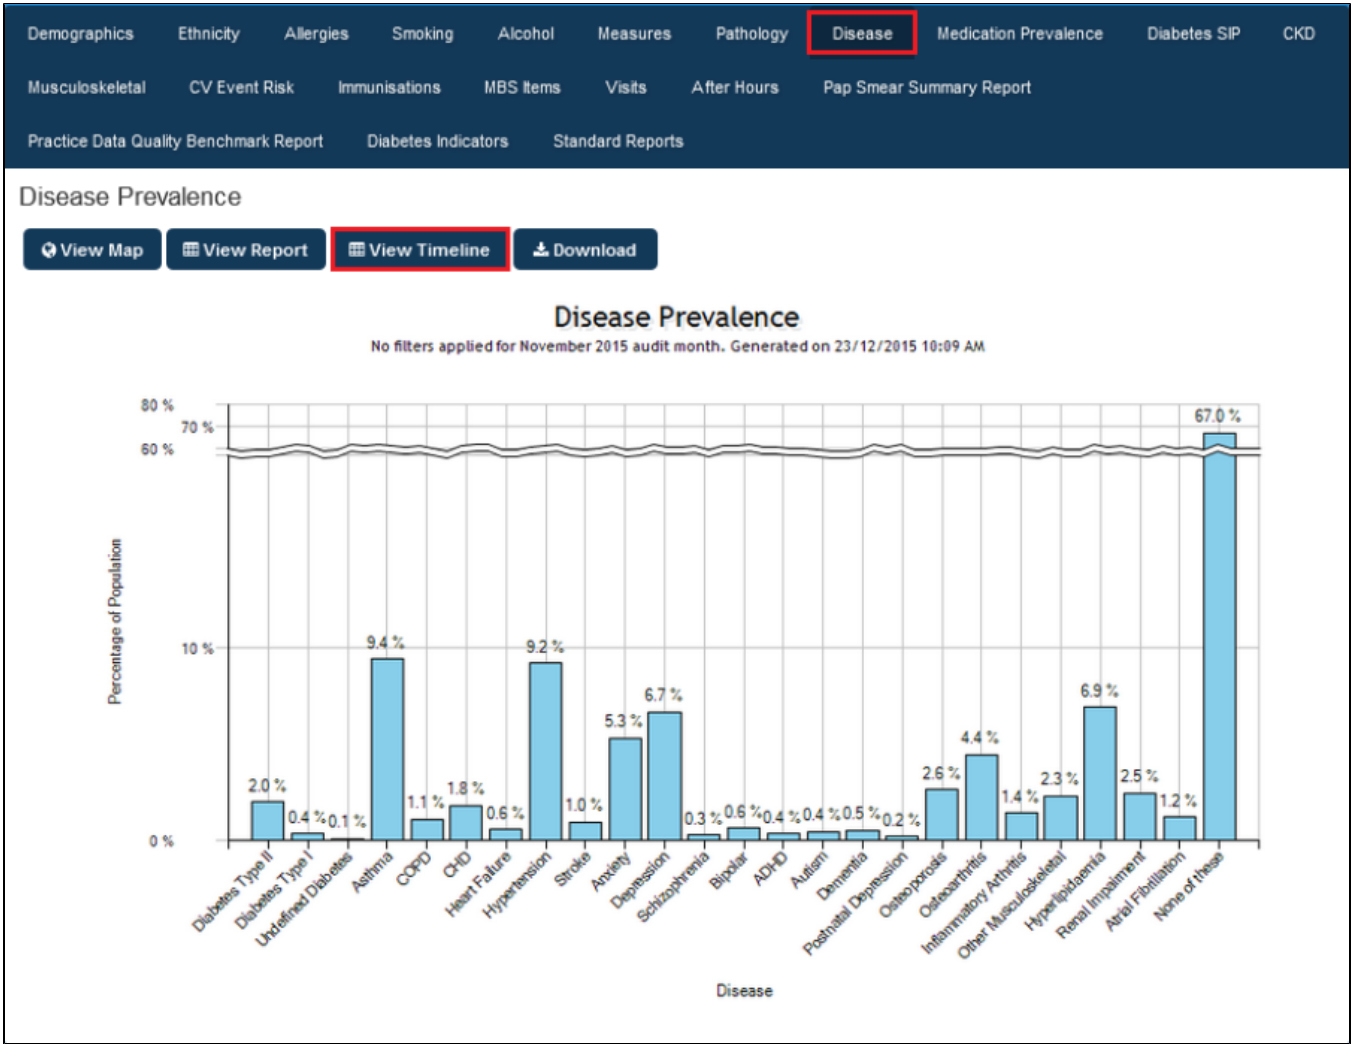 Demographics Ethnicity Allergies Smoking Alcohol Measures Pathology Disease Medication Prevalence Diabetes SIP CKD
Musculoskeletal CV Event Risk Immunisations MBS Items Visits After Hours Pap Smear Summary Report
Practice Data Quality Benchmark Report Diabetes Indicators Standard Reports
Disease Prevalence
View Map View Report View Timeline Download
Disease Prevalence
No filters applied for November 2015 audit month. Generated on 23/12/2015 10:09 AM
80 %
70 %
60 %
10 %
0 %
Percentage of Population
2.0 %
0.4 %
0.1 %
9.4 %
1.1 %
1.8 %
0.6 %
9.2 %
1.0 %
5.3 %
6.7 %
0.3 %
0.6 %
0.4 %
0.4 %
0.5 %
0.2 %
2.6 %
4.4 %
1.4 %
2.3 %
6.9 %
2.5 %
1.2 %
67.0 %
Diabetes Type II
Diabetes Type I
Undefined Diabetes
Asthma
COPD
CHD
Heart Failure
Hypertension
Stroke
Anxiety
Depression
Schizophrenia
Bipolar
ADHD
Autism
Dementia
Postnatal Depression
Osteoporosis
Osteoarthritis
Inflammatory Arthritis
Other Musculoskeletal
Hyperlipidaemia
Renal Impairment
Atrial Fibrillation
None of these
Disease